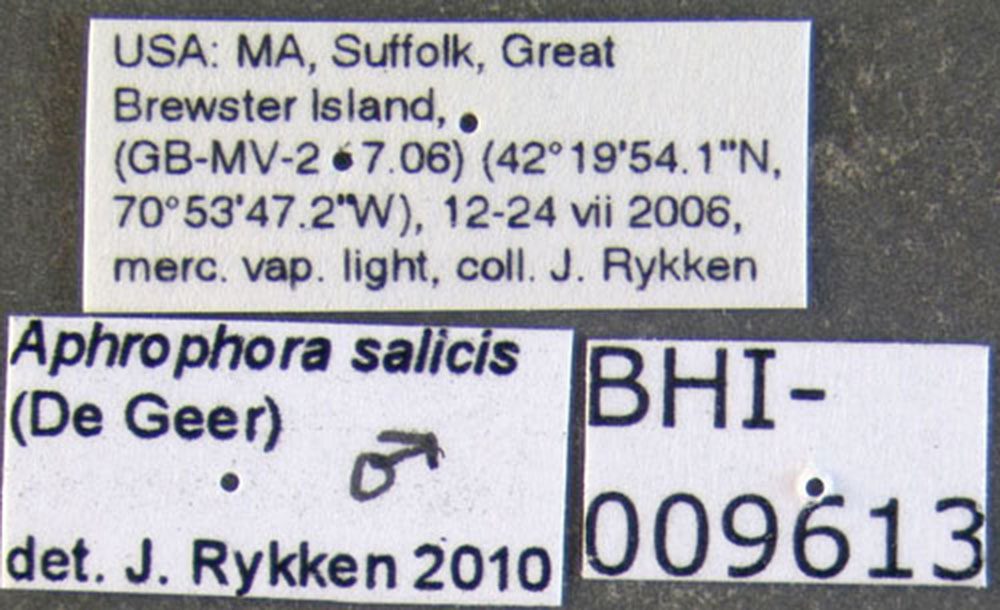 USA: MA, Suffolk, Great
Brewster Island,
(GB-MV-2 7.06) (42°19'54.1"N,
70°53'47.2"W), 12-24 vii 2006,
merc. vap. light, coll. J. Rykken
Aphrophora salicis
(De Geer)
♂
det. J. Rykken 2010
BHI-
009613